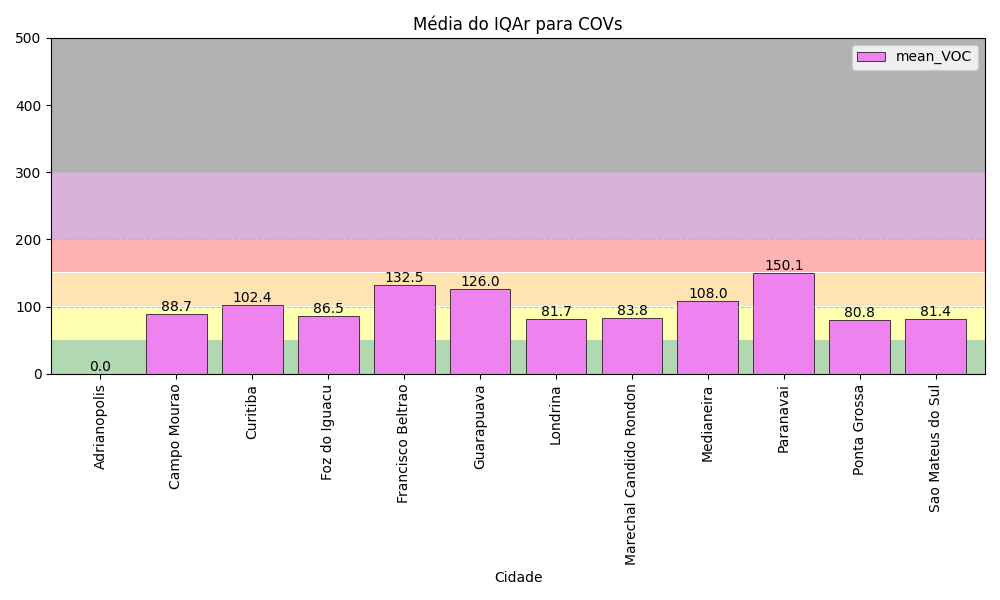 Média do IQAr para COVs
mean_VOC
500
400
300
200
100
0
0.0
88.7
102.4
86.5
132.5
126.0
81.7
83.8
108.0
150.1
80.8
81.4
Adrianopolis
Campo Mourao
Curitiba
Foz do Iguacu
Francisco Beltrao
Guarapuava
Londrina
Marechal Candido Rondon
Medianeira
Paranavai
Ponta Grossa
Sao Mateus do Sul
Cidade